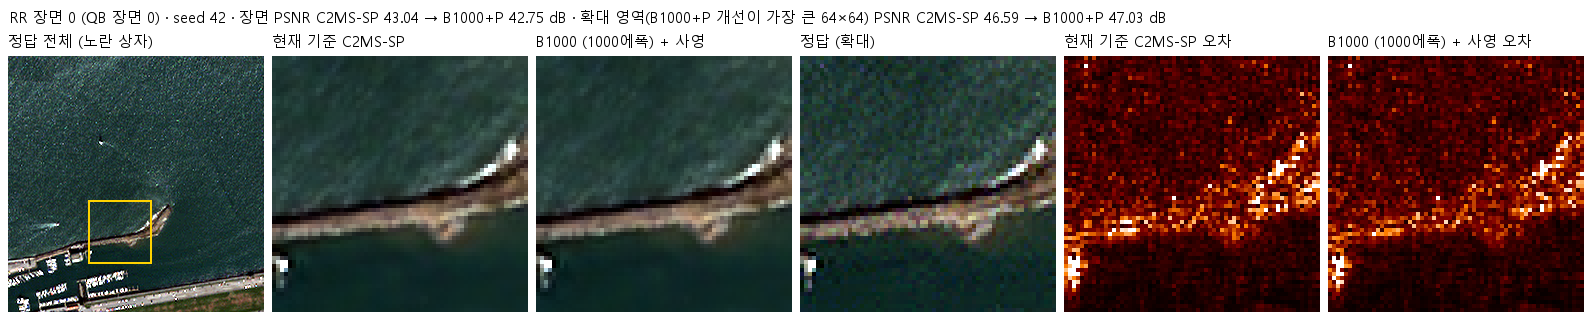 RR 장면 0 (QB 장면 0) · seed 42 · 장면 PSNR C2MS-SP 43.04 → B1000+P 42.75 dB · 확대 영역(B1000+P 개선이 가장 큰 64×64) PSNR C2MS-SP 46.59 → B1000+P 47.03 dB
정답 전체 (노란 상자)
현재 기준 C2MS-SP
B1000 (1000에폭) + 사영
정답 (확대)
현재 기준 C2MS-SP 오차
B1000 (1000에폭) + 사영 오차